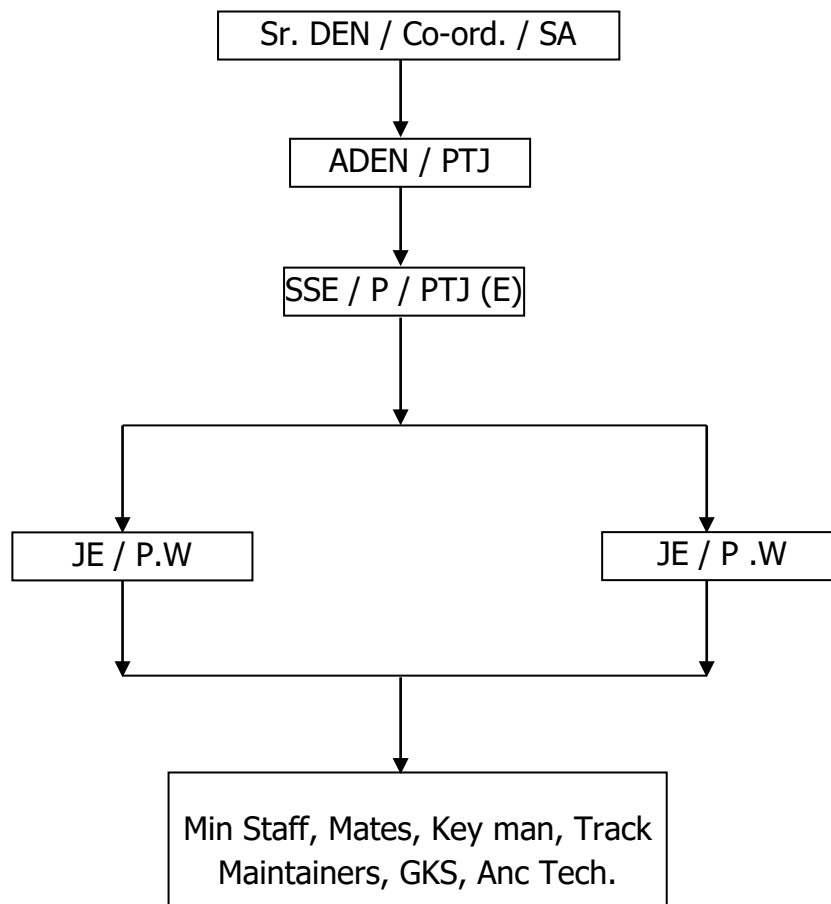 Sr. DEN / Co-ord. / SA
ADEN / PTJ
SSE / P / PTJ (E)
JE / P.W
JE / P .W
Min Staff, Mates, Key man, Track
Maintainers, GKS, Anc Tech.